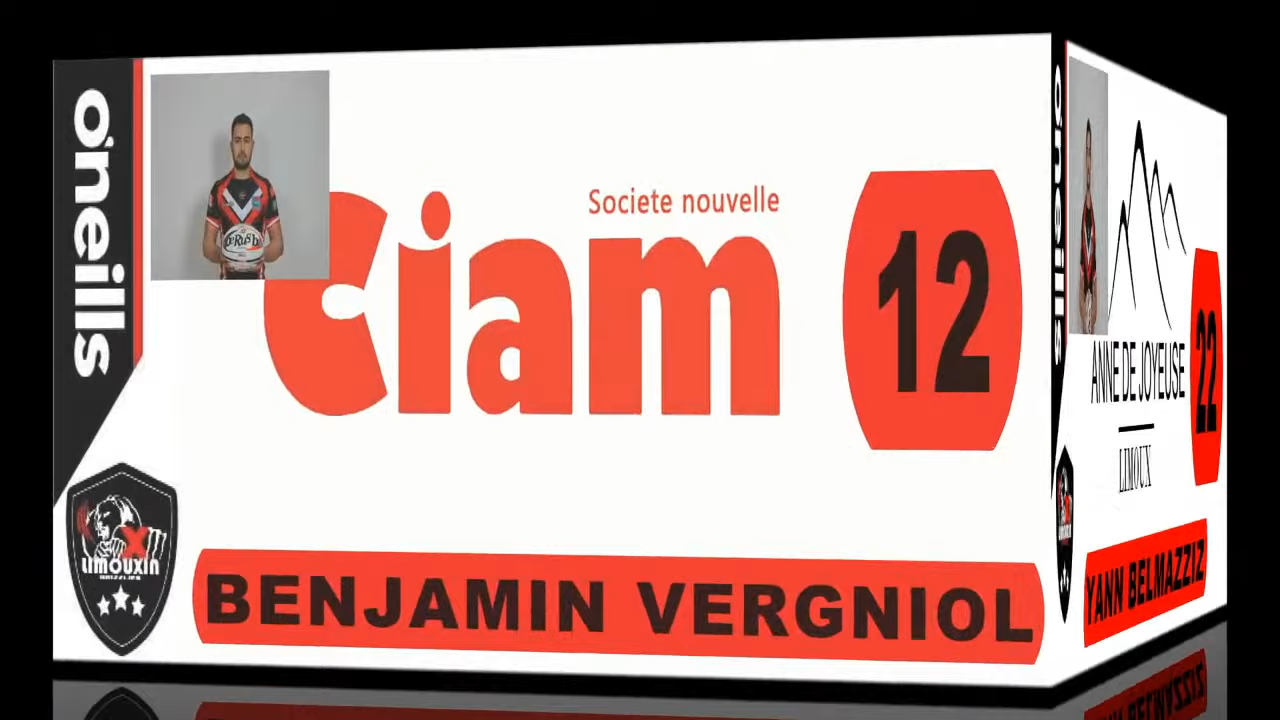 o'neills
Societe nouvelle
Ciam
12
LIMOUXIN
BENJAMIN VERGNIOL
o'neills
ANNE DE JOYEUSE
LIMOUX
22
YANN BELMAZZIZ